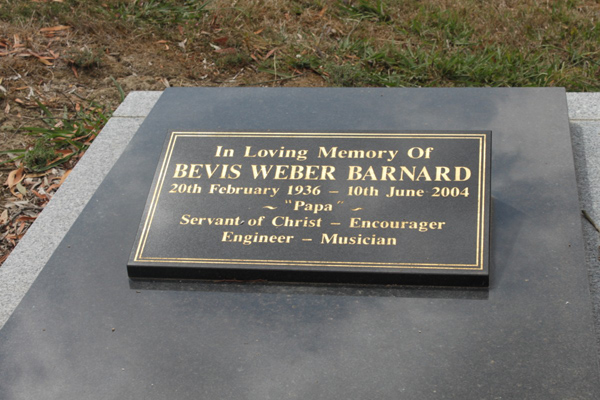 In Loving Memory Of
BEVIS WEBER BARNARD
20th February 1936 – 10th June 2004
~ "Papa" ~
Servant of Christ – Encourager
Engineer – Musician